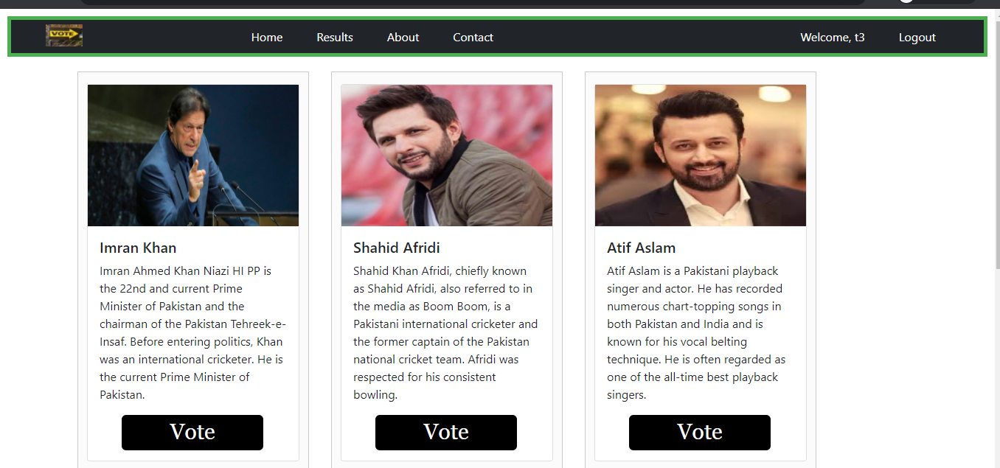 VOTE
Home Results About Contact Welcome, t3 Logout
Imran Khan
Imran Ahmed Khan Niazi HI PP is
the 22nd and current Prime
Minister of Pakistan and the
chairman of the Pakistan Tehreek-e-
Insaf. Before entering politics, Khan
was an international cricketer. He is
the current Prime Minister of
Pakistan.
Vote
Shahid Afridi
Shahid Khan Afridi, chiefly known
as Shahid Afridi, also referred to in
the media as Boom Boom, is a
Pakistani international cricketer and
the former captain of the Pakistan
national cricket team. Afridi was
respected for his consistent
bowling.
Vote
Atif Aslam
Atif Aslam is a Pakistani playback
singer and actor. He has recorded
numerous chart-topping songs in
both Pakistan and India and is
known for his vocal belting
technique. He is often regarded as
one of the all-time best playback
singers.
Vote